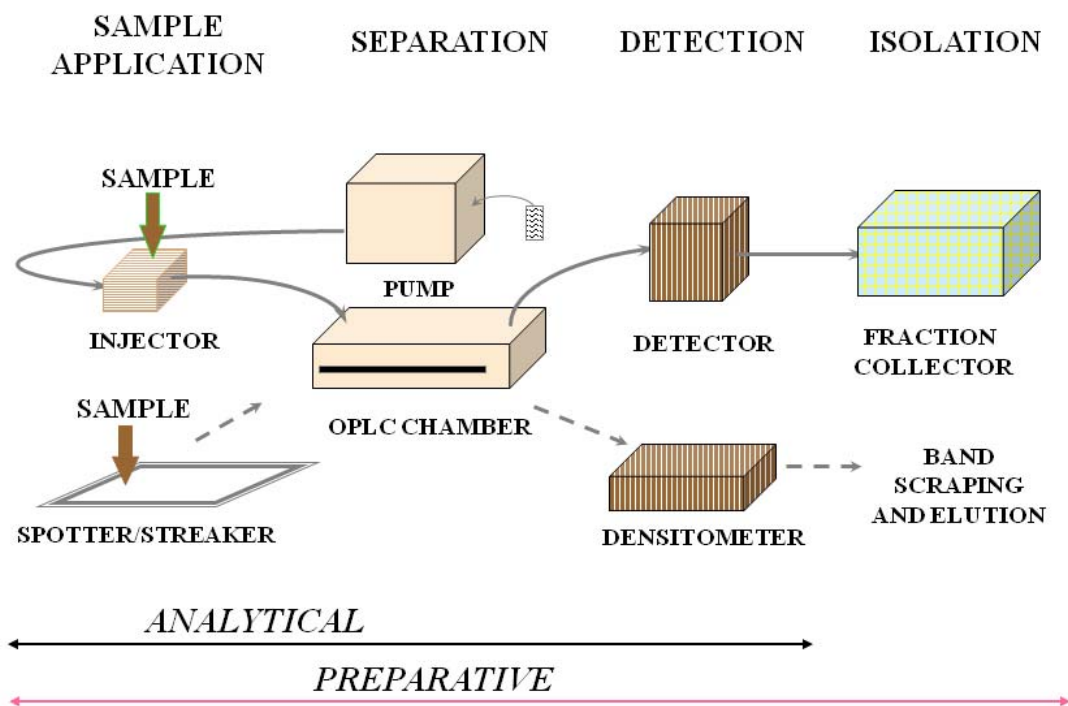 SAMPLE
APPLICATION
SEPARATION
DETECTION
ISOLATION
SAMPLE
PUMP
INJECTOR
DETECTOR
FRACTION
COLLECTOR
SAMPLE
OPLC CHAMBER
SPOTTER/STREAKER
DENSITOMETER
BAND
SCRAPING
AND ELUTION
ANALYTICAL
PREPARATIVE